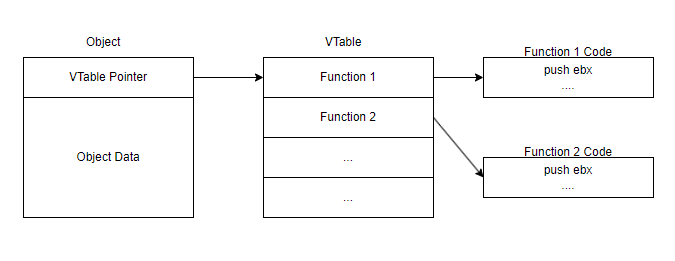 Object
VTable Pointer
Object Data
VTable
Function 1
Function 2
...
...
Function 1 Code
push ebx
....
Function 2 Code
push ebx
....